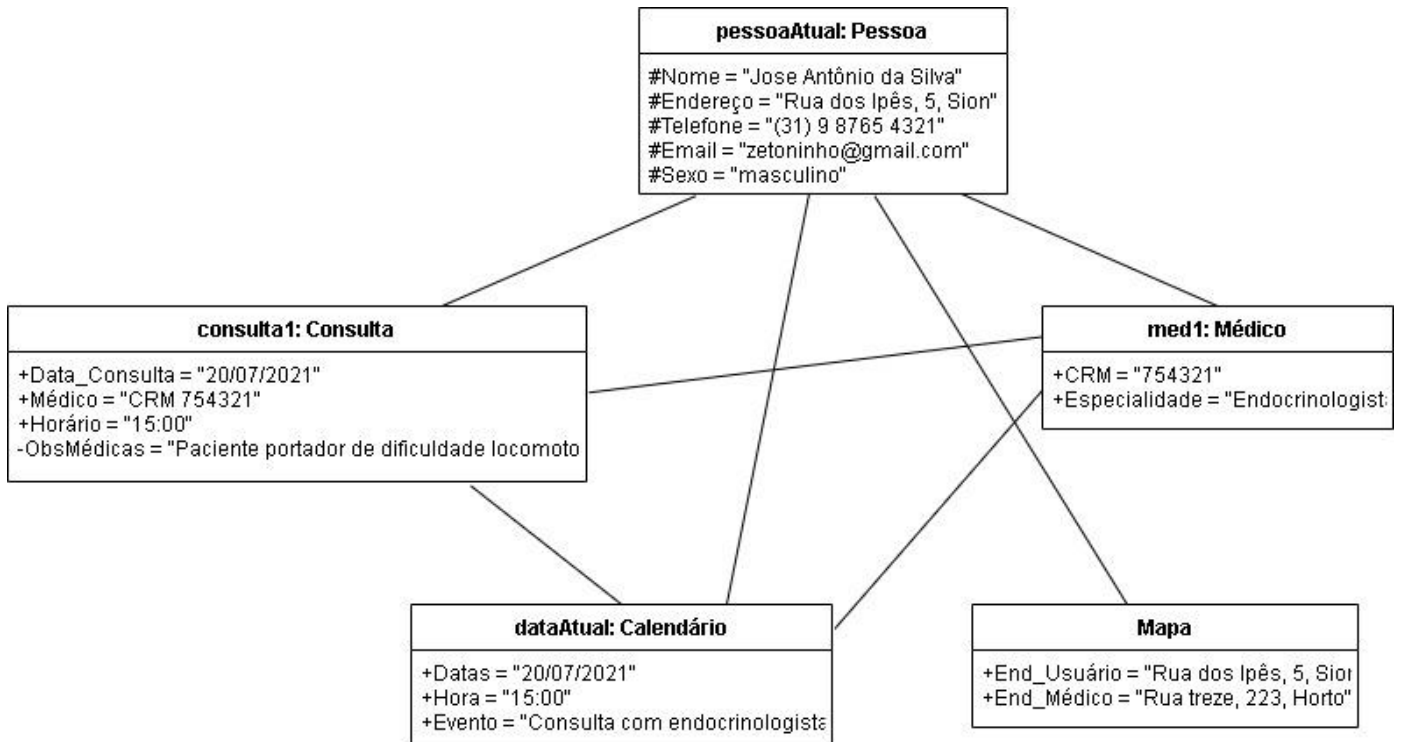 pessoaAtual: Pessoa
#Nome = "Jose Antônio da Silva"
#Endereço = "Rua dos Ipês, 5, Sion"
#Telefone = "(31) 9 8765 4321"
#Email = "zetoninho@gmail.com"
#Sexo = "masculino"
consulta1: Consulta
+Data_Consulta = "20/07/2021"
+Médico = "CRM 754321"
+Horário = "15:00"
-ObsMédicas = "Paciente portador de dificuldade locomoto
med1: Médico
+CRM = "754321"
+Especialidade = "Endocrinologist
dataAtual: Calendário
+Datas = "20/07/2021"
+Hora = "15:00"
+Evento = "Consulta com endocrinologista
Mapa
+End_Usuário = "Rua dos Ipês, 5, Sion
+End_Médico = "Rua treze, 223, Horto"